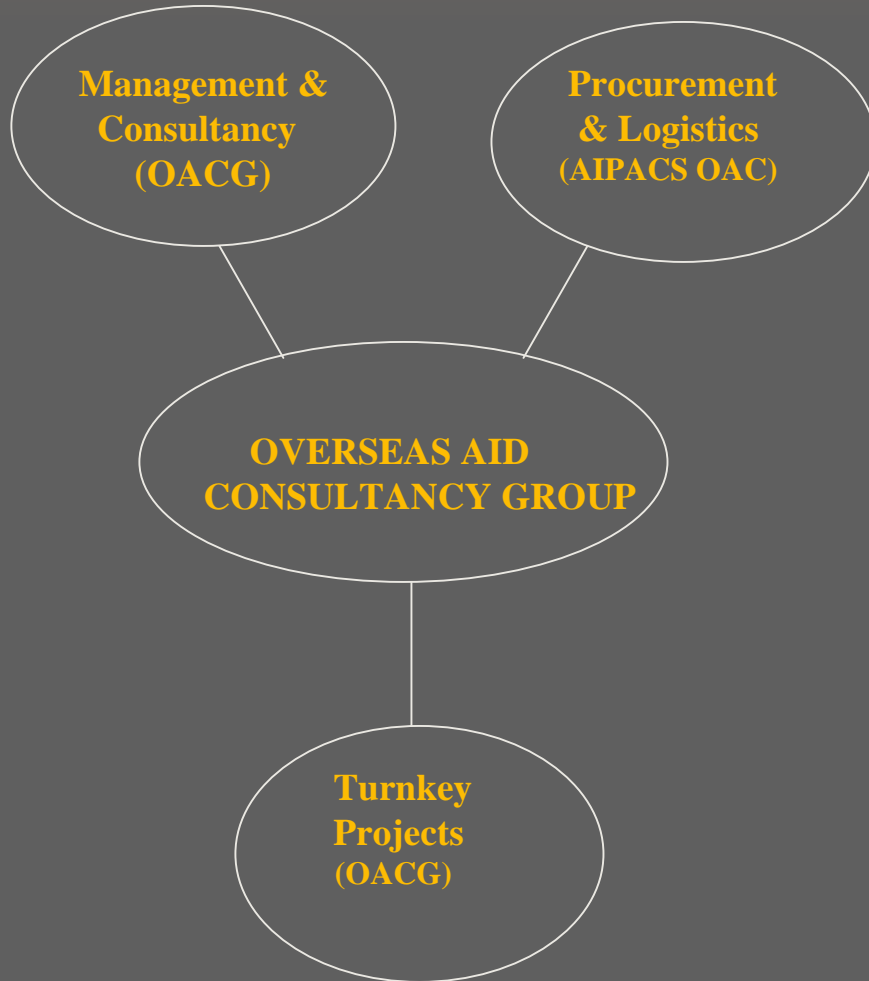 Management &
Consultancy
(OACG)
Procurement
& Logistics
(AIPACS OAC)
OVERSEAS AID
CONSULTANCY GROUP
Turnkey
Projects
(OACG)